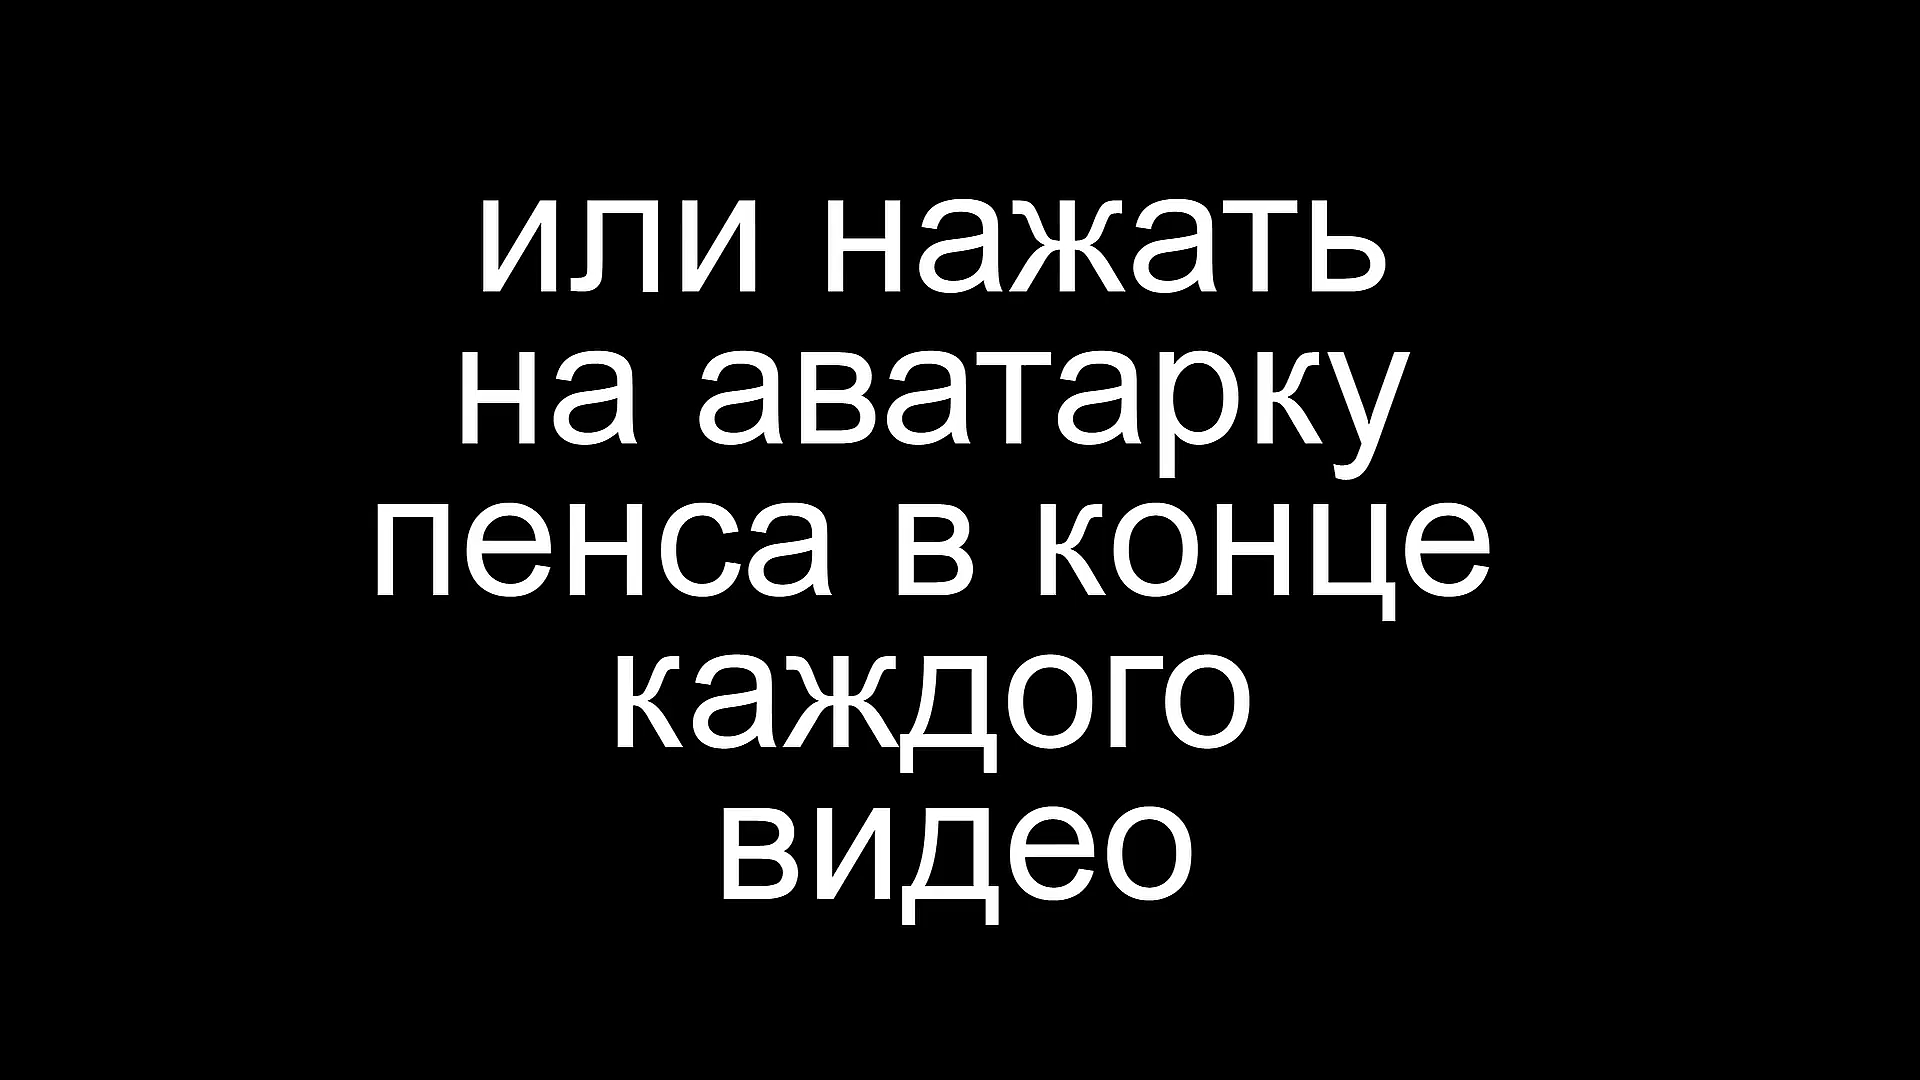 или нажать
на аватарку
пенса в конце
каждого
видео